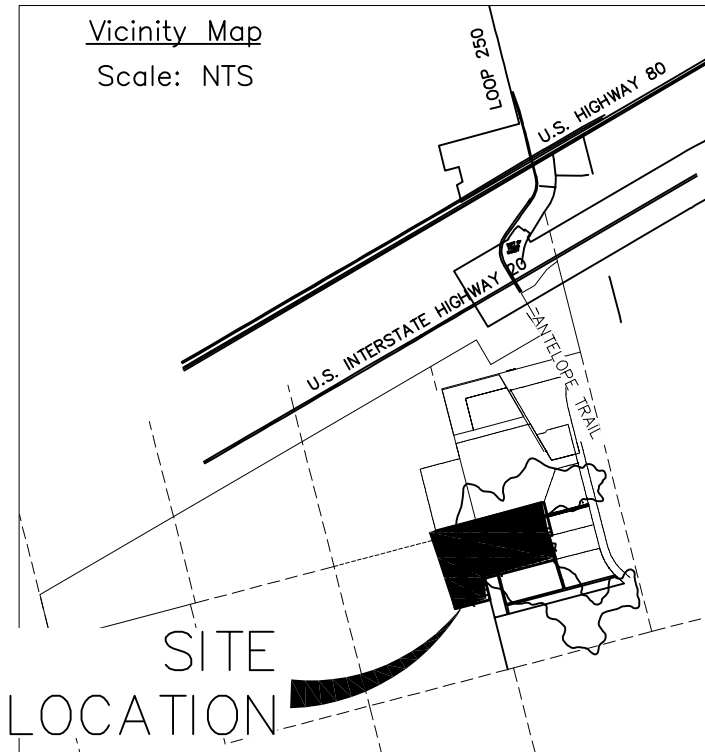 Vicinity Map
Scale: NTS
LOOP 250
U.S. HIGHWAY 80
U.S. INTERSTATE HIGHWAY 20
ANTELOPE TRAIL
SITE
LOCATION